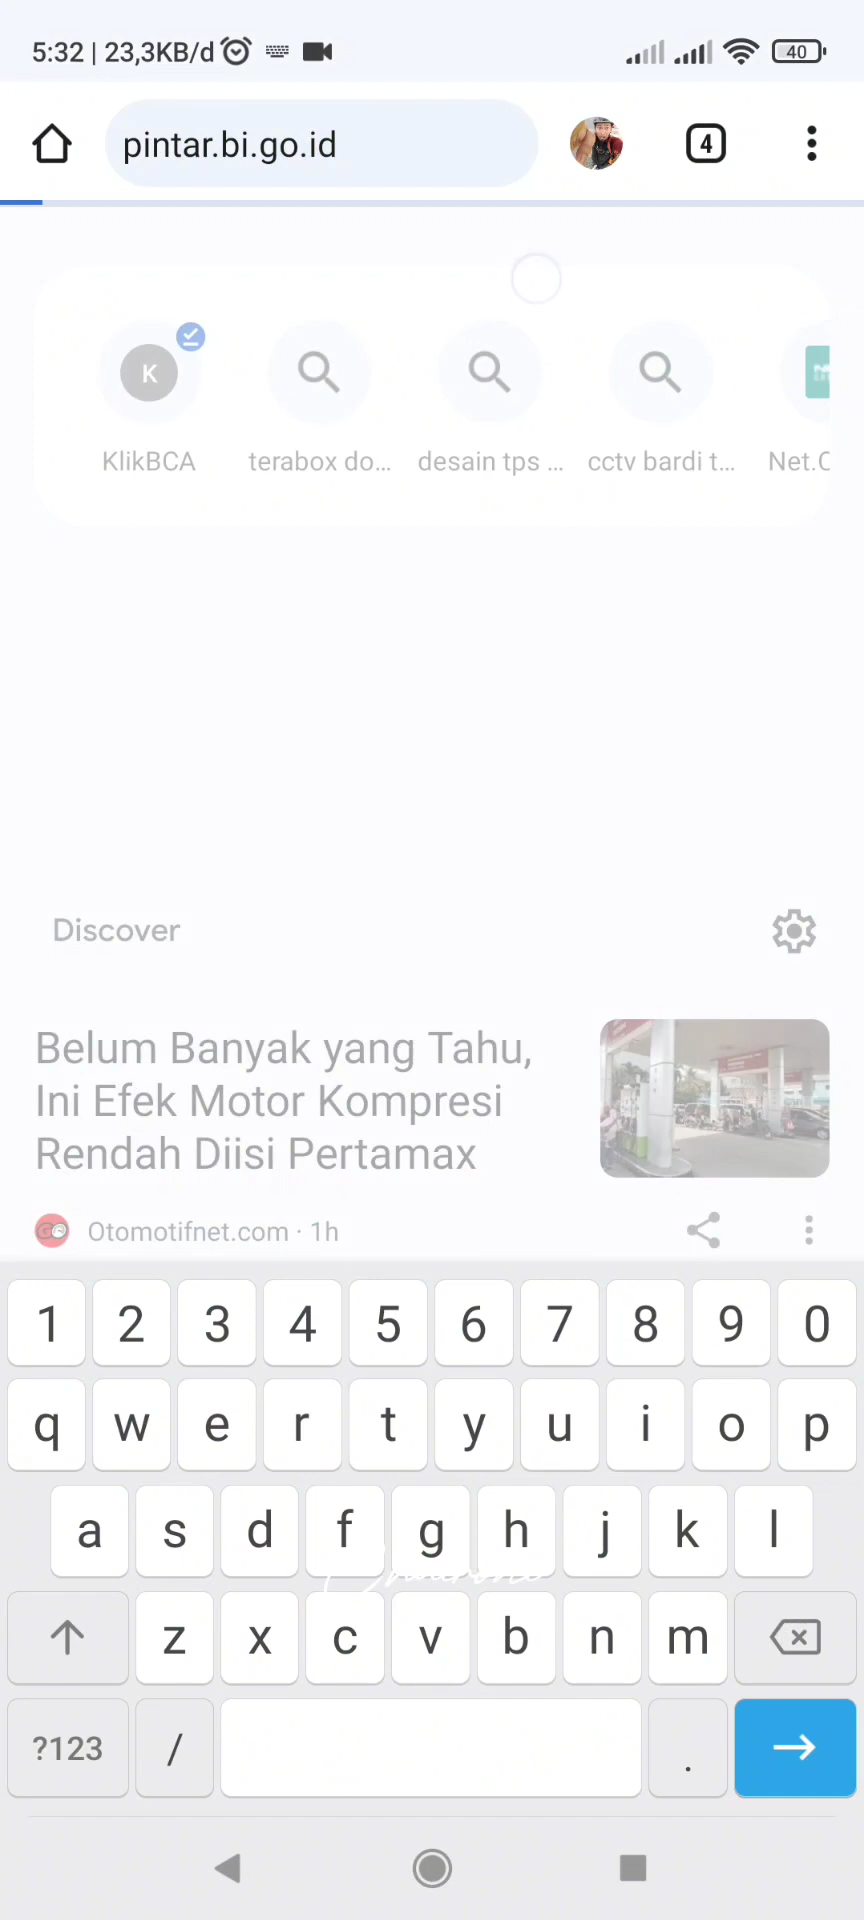 5:32 | 23,3KB/d
40
pintar.bi.go.id
4
K
KlikBCA
terabox do...
desain tps ...
cctv bardi t...
Net.C
Discover
Belum Banyak yang Tahu,
Ini Efek Motor Kompresi
Rendah Diisi Pertamax
Otomotifnet.com · 1h
1 2 3 4 5 6 7 8 9 0
q w e r t y u i o p
a s d f g h j k l
z x c v b n m
?123 / .